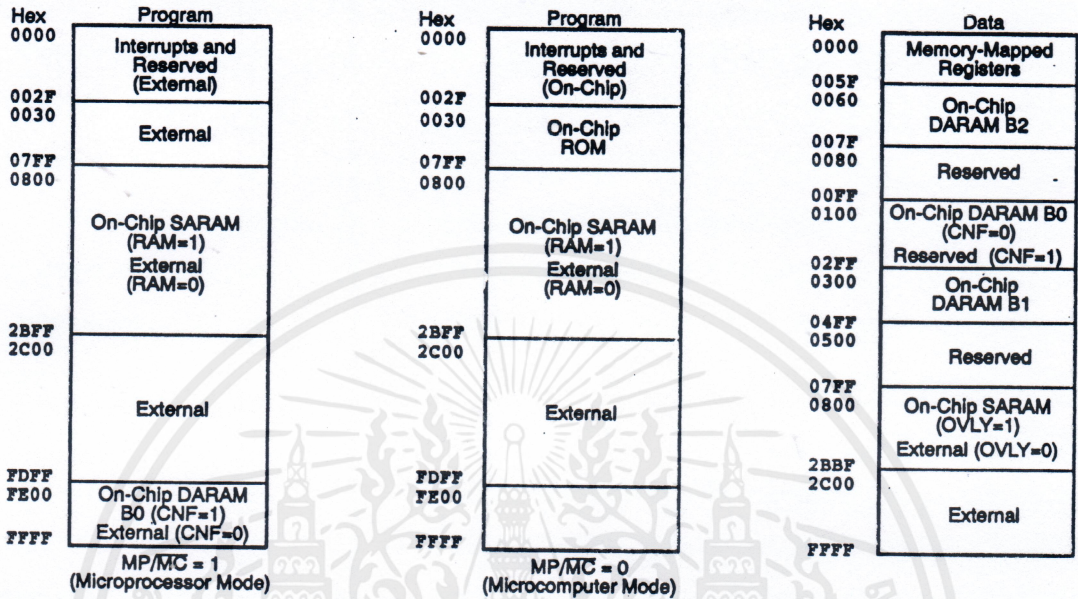 Hex
Program
0000
Interrupts and
Reserved
(External)
002F
0030
External
07FF
0800
On-Chip SARAM
(RAM=1)
External
(RAM=0)
2BFF
2C00
External
FDFF
FE00
On-Chip DARAM
B0 (CNF=1)
External (CNF=0)
FFFF
MP/MC = 1
(Microprocessor Mode)
Hex
Program
0000
Interrupts and
Reserved
(On-Chip)
002F
0030
On-Chip
ROM
07FF
0800
On-Chip SARAM
(RAM=1)
External
(RAM=0)
2BFF
2C00
External
FDFF
FE00
FFFF
MP/MC = 0
(Microcomputer Mode)
Hex
Data
0000
Memory-Mapped
Registers
005F
0060
On-Chip
DARAM B2
007F
0080
Reserved
00FF
0100
On-Chip DARAM B0
(CNF=0)
Reserved (CNF=1)
02FF
0300
On-Chip
DARAM B1
04FF
0500
Reserved
07FF
0800
On-Chip SARAM
(OVLY=1)
External (OVLY=0)
2BBF
2C00
External
FFFF